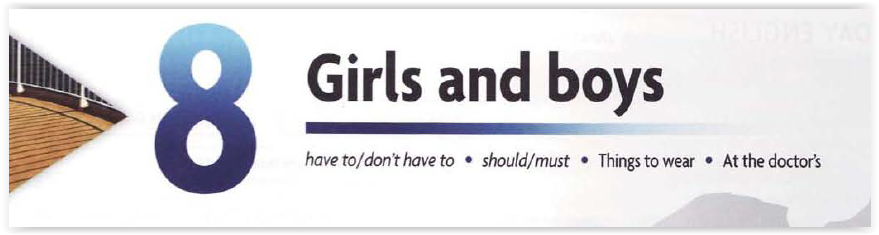 8
Girls and boys
have to/don't have to • should/must • Things to wear • At the doctor's